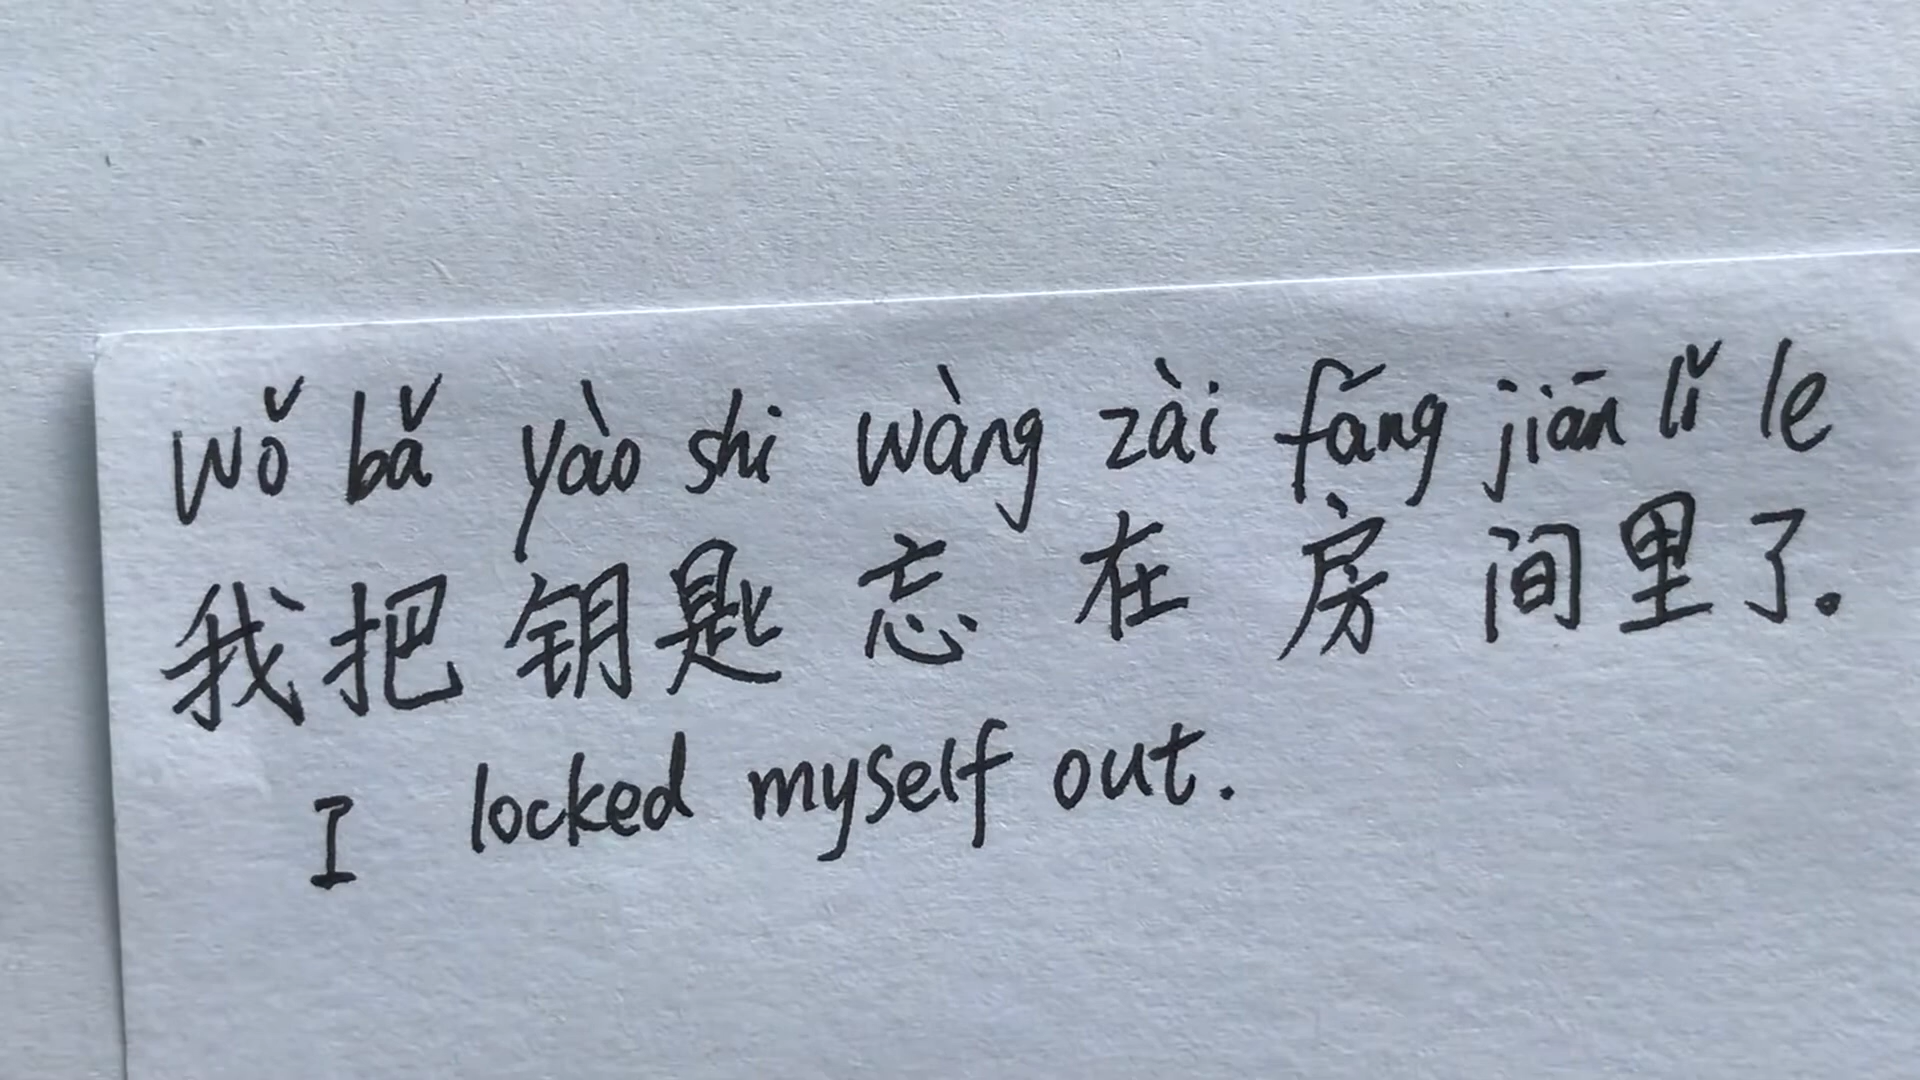 Wǒ bǎ yào shi wàng zài fáng jiān lǐ le
我把钥匙忘在房间里了.
I locked myself out.